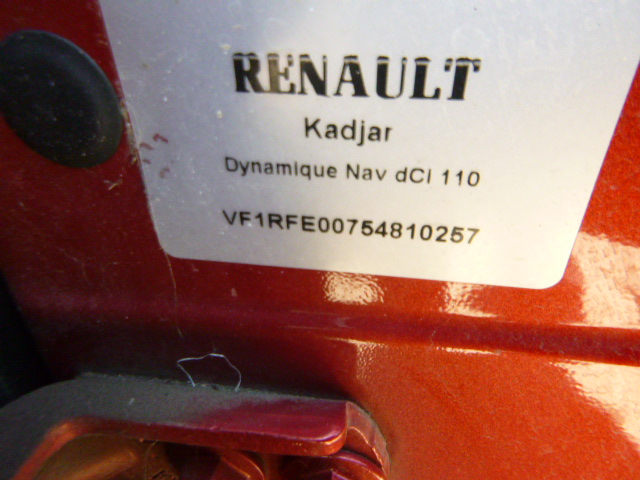 RENAULT
Kadjar
Dynamique Nav dCi 110
VF1RFE00754810257